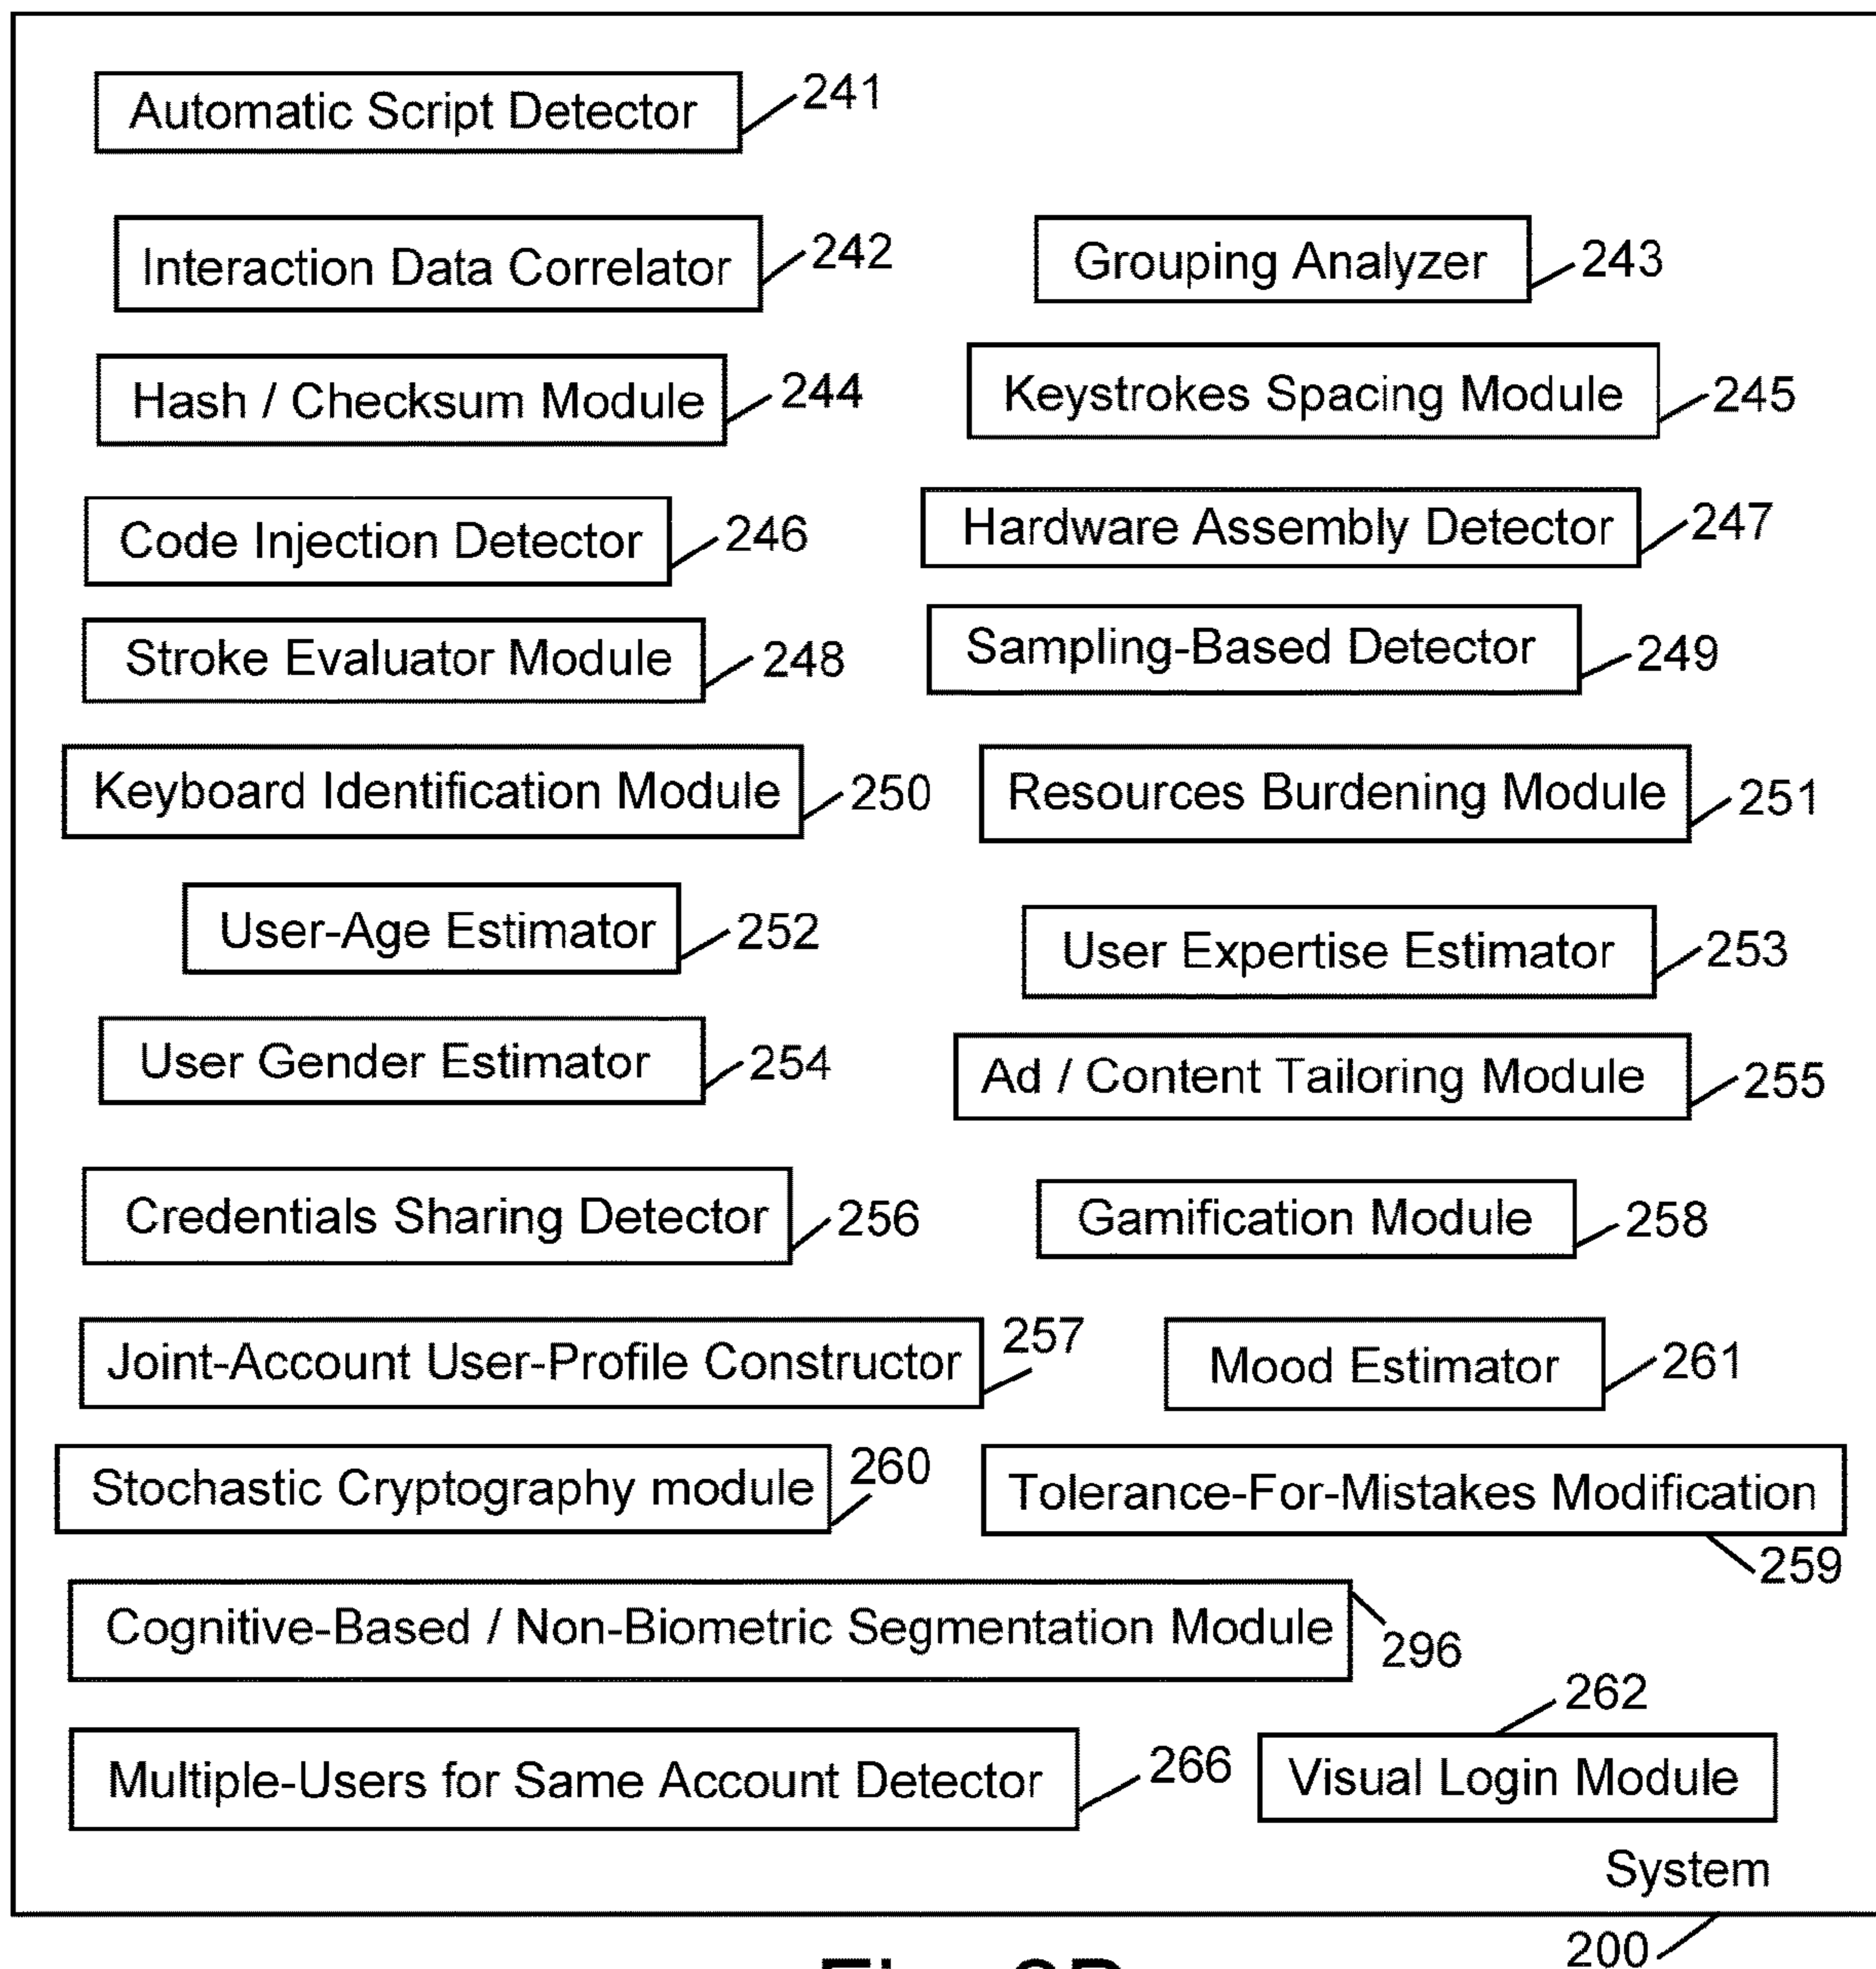 Automatic Script Detector 241
Interaction Data Correlator 242
Grouping Analyzer 243
Hash / Checksum Module 244
Keystrokes Spacing Module 245
Code Injection Detector 246
Hardware Assembly Detector 247
Stroke Evaluator Module 248
Sampling-Based Detector 249
Keyboard Identification Module 250
Resources Burdening Module 251
User-Age Estimator 252
User Expertise Estimator 253
User Gender Estimator 254
Ad / Content Tailoring Module 255
Credentials Sharing Detector 256
Gamification Module 258
Joint-Account User-Profile Constructor 257
Mood Estimator 261
Stochastic Cryptography module 260
Tolerance-For-Mistakes Modification
259
Cognitive-Based / Non-Biometric Segmentation Module 296
Multiple-Users for Same Account Detector 266
262
Visual Login Module
System
200